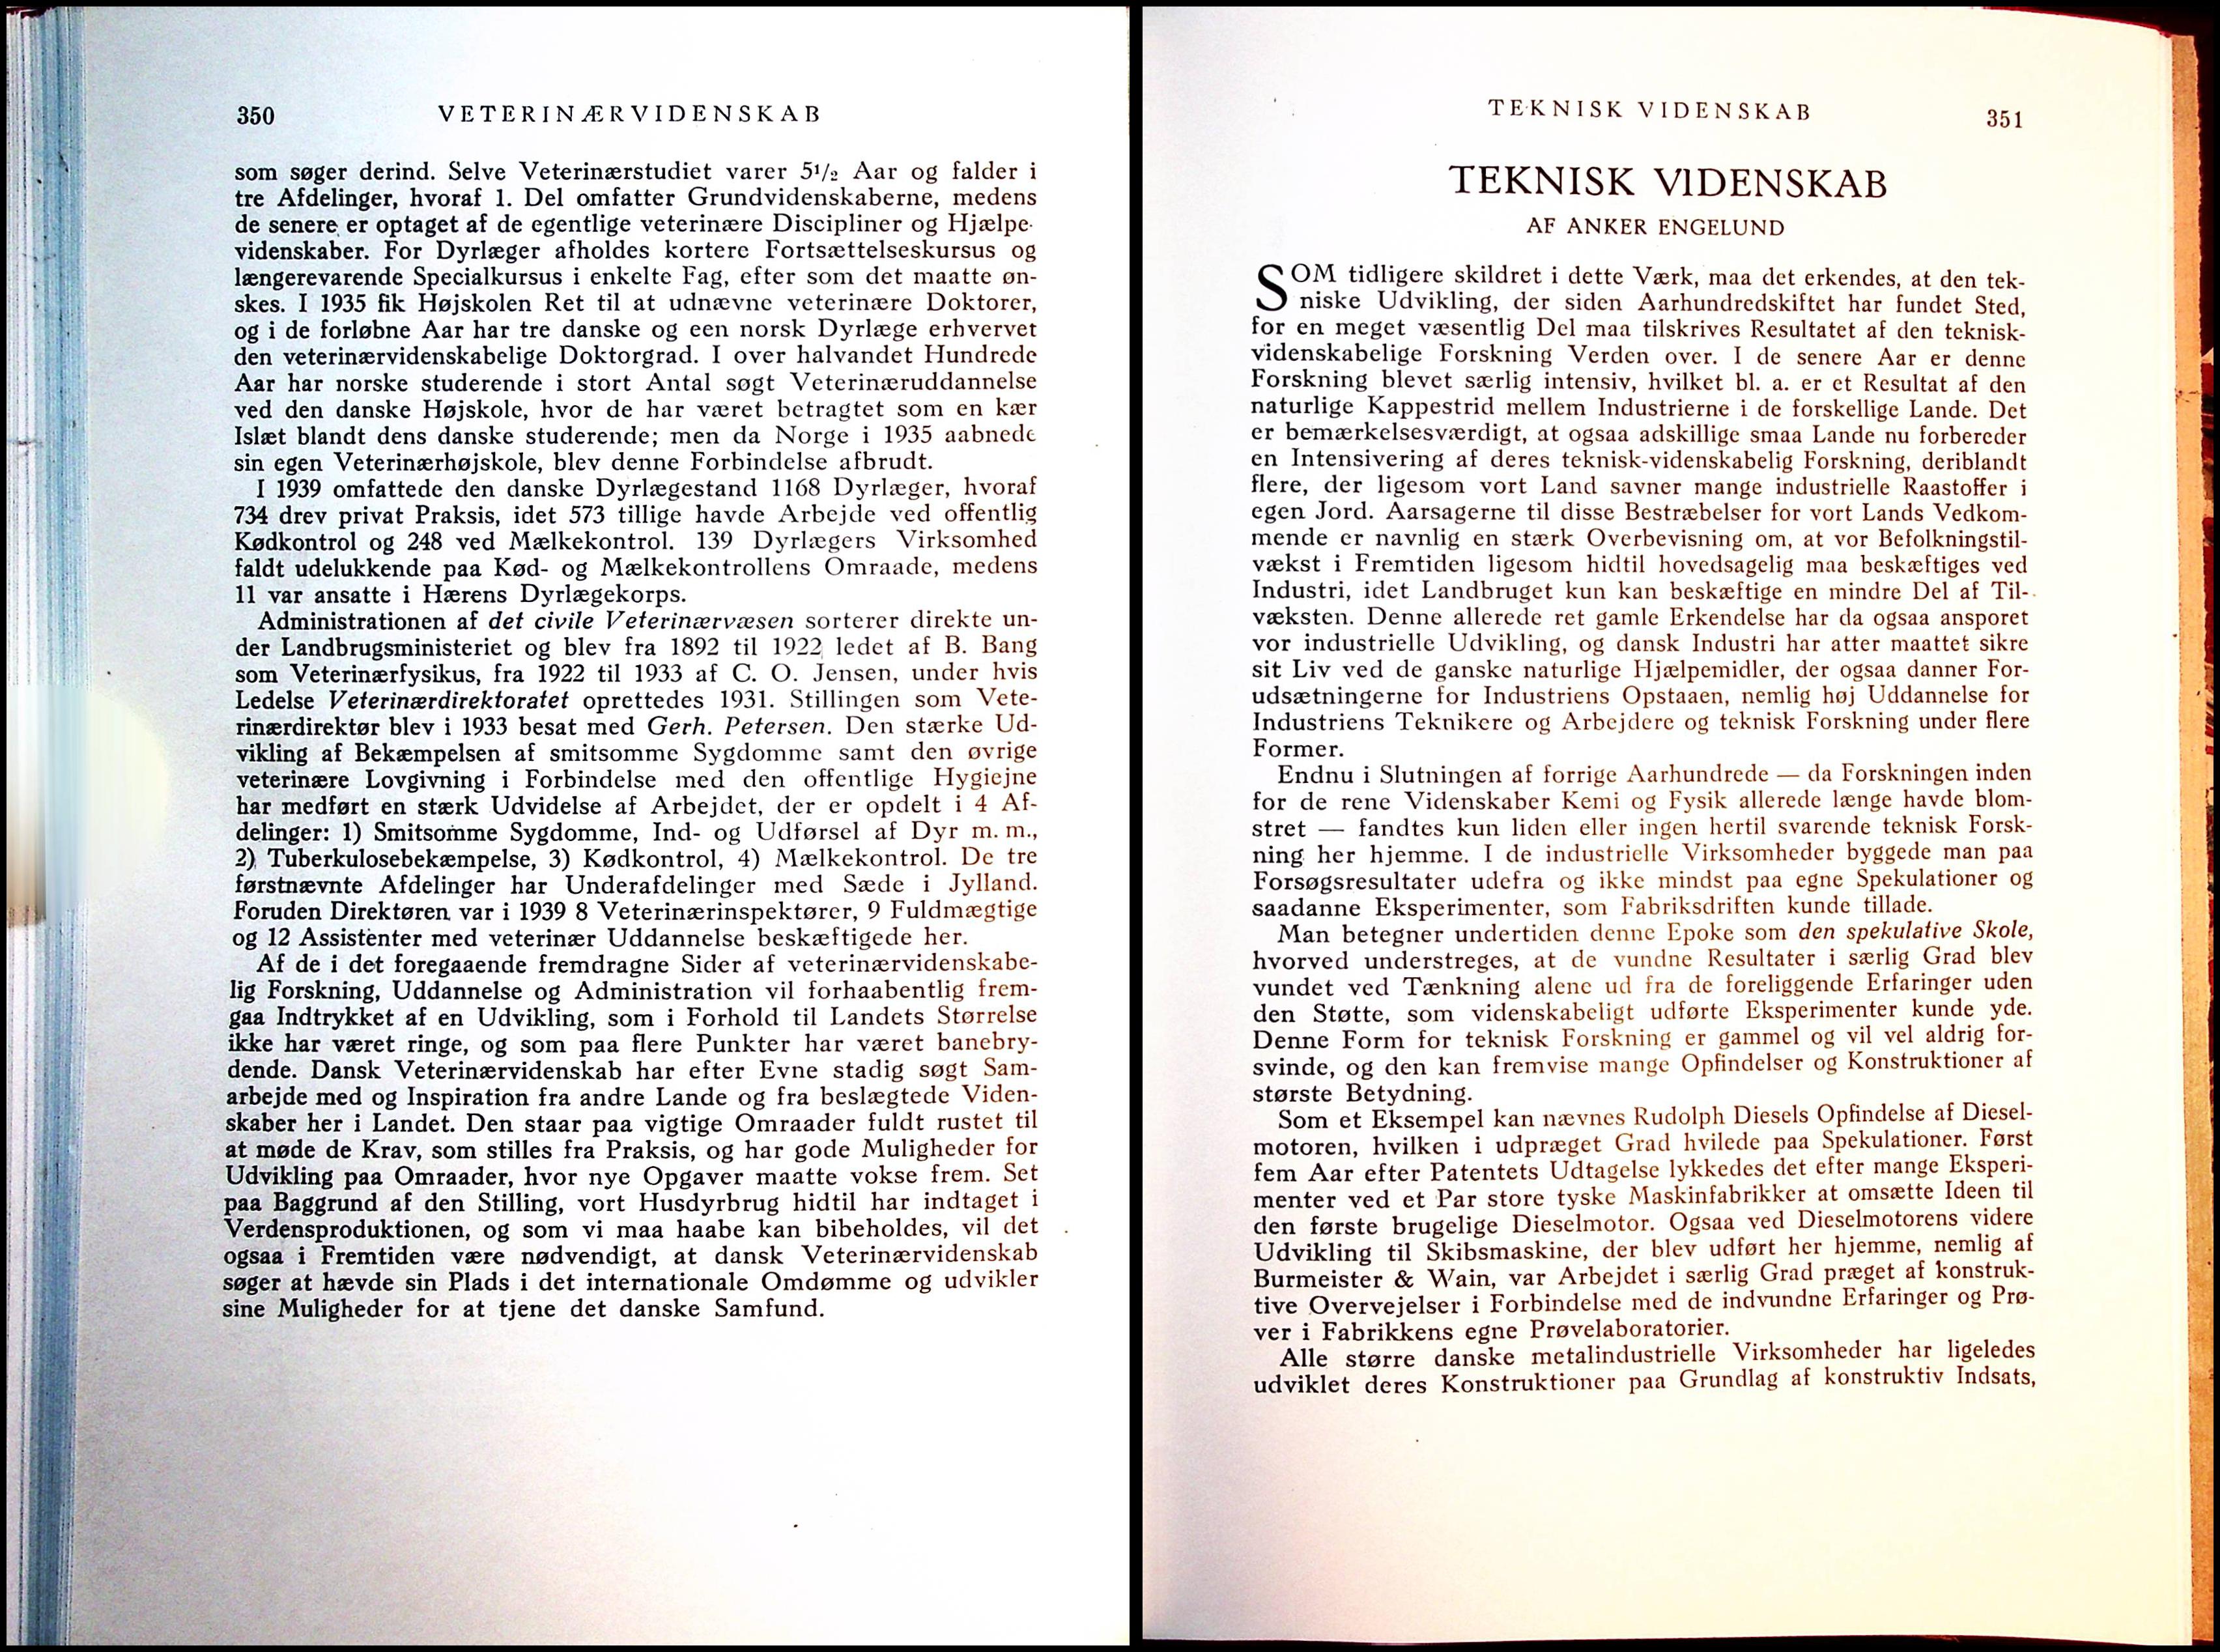 350
VETERINÆRVIDENSKAB
som søger derind. Selve Veterinærstudiet varer 5¹/₂ Aar og falder i
tre Afdelinger, hvoraf 1. Del omfatter Grundvidenskaberne, medens
de senere er optaget af de egentlige veterinære Discipliner og Hjælpe-
videnskaber. For Dyrlæger afholdes kortere Fortsættelseskursus og
længerevarende Specialkursus i enkelte Fag, efter som det maatte øn-
skes. I 1935 fik Højskolen Ret til at udnævne veterinære Doktorer,
og i de forløbne Aar har tre danske og een norsk Dyrlæge erhvervet
den veterinærvidenskabelige Doktorgrad. I over halvandet Hundrede
Aar har norske studerende i stort Antal søgt Veterinæruddannelse
ved den danske Højskole, hvor de har været betragtet som en kær
Islæt blandt dens danske studerende; men da Norge i 1935 aabnede
sin egen Veterinærhøjskole, blev denne Forbindelse afbrudt.
I 1939 omfattede den danske Dyrlægestand 1168 Dyrlæger, hvoraf
734 drev privat Praksis, idet 573 tillige havde Arbejde ved offentlig
Kødkontrol og 248 ved Mælkekontrol. 139 Dyrlægers Virksomhed
faldt udelukkende paa Kød- og Mælkekontrollens Omraade, medens
11 var ansatte i Hærens Dyrlægekorps.
Administrationen af det civile Veterinærvæsen sorterer direkte un-
der Landbrugsministeriet og blev fra 1892 til 1922 ledet af B. Bang
som Veterinærfysikus, fra 1922 til 1933 af C. O. Jensen, under hvis
Ledelse Veterinærdirektoratet oprettedes 1931. Stillingen som Vete-
rinærdirektør blev i 1933 besat med Gerh. Petersen. Den stærke Ud-
vikling af Bekæmpelsen af smitsomme Sygdomme samt den øvrige
veterinære Lovgivning i Forbindelse med den offentlige Hygiejne
har medført en stærk Udvidelse af Arbejdet, der er opdelt i 4 Af-
delinger: 1) Smitsomme Sygdomme, Ind- og Udførsel af Dyr m. m.,
2) Tuberkulosebekæmpelse, 3) Kødkontrol, 4) Mælkekontrol. De tre
førstnævnte Afdelinger har Underafdelinger med Sæde i Jylland.
Foruden Direktøren var i 1939 8 Veterinærinspektører, 9 Fuldmægtige
og 12 Assistenter med veterinær Uddannelse beskæftigede her.
Af de i det foregaaende fremdragne Sider af veterinærvidenskabe-
lig Forskning, Uddannelse og Administration vil forhaabentlig frem-
gaa Indtrykket af en Udvikling, som i Forhold til Landets Størrelse
ikke har været ringe, og som paa flere Punkter har været banebry-
dende. Dansk Veterinærvidenskab har efter Evne stadig søgt Sam-
arbejde med og Inspiration fra andre Lande og fra beslægtede Viden-
skaber her i Landet. Den staar paa vigtige Omraader fuldt rustet til
at møde de Krav, som stilles fra Praksis, og har gode Muligheder for
Udvikling paa Omraader, hvor nye Opgaver maatte vokse frem. Set
paa Baggrund af den Stilling, vort Husdyrbrug hidtil har indtaget i
Verdensproduktionen, og som vi maa haabe kan bibeholdes, vil det
ogsaa i Fremtiden være nødvendigt, at dansk Veterinærvidenskab
søger at hævde sin Plads i det internationale Omdømme og udvikler
sine Muligheder for at tjene det danske Samfund.
TEKNISK VIDENSKAB
351
TEKNISK VIDENSKAB
AF ANKER ENGELUND
SOM tidligere skildret i dette Værk, maa det erkendes, at den tek-
niske Udvikling, der siden Aarhundredskiftet har fundet Sted,
for en meget væsentlig Del maa tilskrives Resultatet af den teknisk-
videnskabelige Forskning Verden over. I de senere Aar er denne
Forskning blevet særlig intensiv, hvilket bl. a. er et Resultat af den
naturlige Kappestrid mellem Industrierne i de forskellige Lande. Det
er bemærkelsesværdigt, at ogsaa adskillige smaa Lande nu forbereder
en Intensivering af deres teknisk-videnskabelig Forskning, deriblandt
flere, der ligesom vort Land savner mange industrielle Raastoffer i
egen Jord. Aarsagerne til disse Bestræbelser for vort Lands Vedkom-
mende er navnlig en stærk Overbevisning om, at vor Befolkningstil-
vækst i Fremtiden ligesom hidtil hovedsagelig maa beskæftiges ved
Industri, idet Landbruget kun kan beskæftige en mindre Del af Til-
væksten. Denne allerede ret gamle Erkendelse har da ogsaa ansporet
vor industrielle Udvikling, og dansk Industri har atter maattet sikre
sit Liv ved de ganske naturlige Hjælpemidler, der ogsaa danner For-
udsætningerne for Industriens Opstaaen, nemlig høj Uddannelse for
Industriens Teknikere og Arbejdere og teknisk Forskning under flere
Former.
Endnu i Slutningen af forrige Aarhundrede — da Forskningen inden
for de rene Videnskaber Kemi og Fysik allerede længe havde blom-
stret — fandtes kun liden eller ingen hertil svarende teknisk Forsk-
ning her hjemme. I de industrielle Virksomheder byggede man paa
Forsøgsresultater udefra og ikke mindst paa egne Spekulationer og
saadanne Eksperimenter, som Fabriksdriften kunde tillade.
Man betegner undertiden denne Epoke som den spekulative Skole,
hvorved understreges, at de vundne Resultater i særlig Grad blev
vundet ved Tænkning alene ud fra de foreliggende Erfaringer uden
den Støtte, som videnskabeligt udførte Eksperimenter kunde yde.
Denne Form for teknisk Forskning er gammel og vil vel aldrig for-
svinde, og den kan fremvise mange Opfindelser og Konstruktioner af
største Betydning.
Som et Eksempel kan nævnes Rudolph Diesels Opfindelse af Diesel-
motoren, hvilken i udpræget Grad hvilede paa Spekulationer. Først
fem Aar efter Patentets Udtagelse lykkedes det efter mange Eksperi-
menter ved et Par store tyske Maskinfabrikker at omsætte Ideen til
den første brugelige Dieselmotor. Ogsaa ved Dieselmotorens videre
Udvikling til Skibsmaskine, der blev udført her hjemme, nemlig af
Burmeister & Wain, var Arbejdet i særlig Grad præget af konstruk-
tive Overvejelser i Forbindelse med de indvundne Erfaringer og Prø-
ver i Fabrikkens egne Prøvelaboratorier.
Alle større danske metalindustrielle Virksomheder har ligeledes
udviklet deres Konstruktioner paa Grundlag af konstruktiv Indsats,